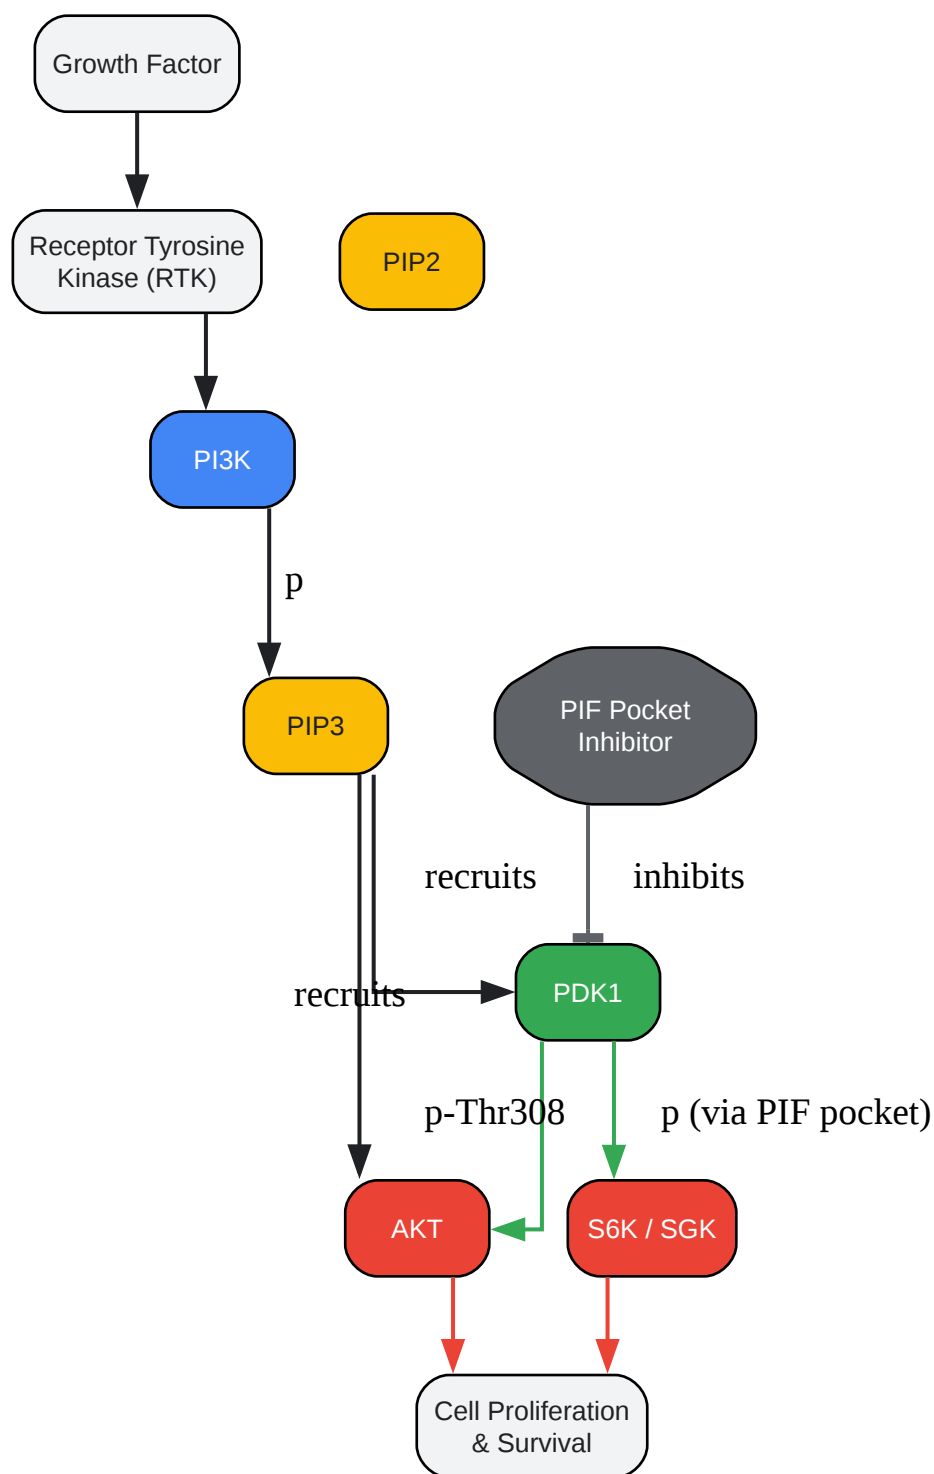 Growth Factor
Receptor Tyrosine
Kinase (RTK)
PIP2
PI3K
p
PIP3
PIF Pocket
Inhibitor
recruits
inhibits
recruits
PDK1
p-Thr308
p (via PIF pocket)
AKT
S6K / SGK
Cell Proliferation
& Survival